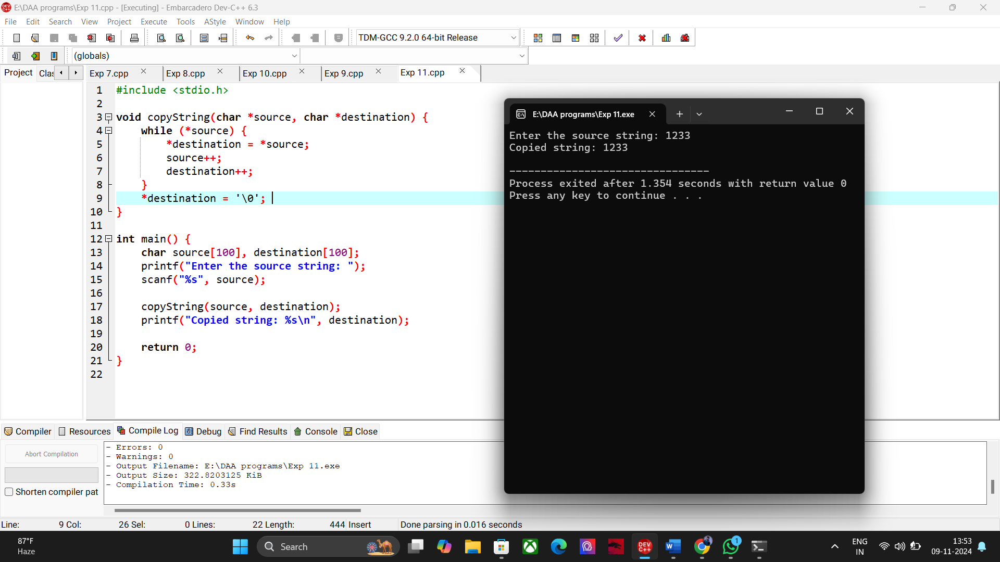 E:\DAA programs\Exp 11.cpp - [Executing] - Embarcadero Dev-C++ 6.3
File Edit Search View Project Execute Tools AStyle Window Help
TDM-GCC 9.2.0 64-bit Release
(globals)
Project Clas Exp 7.cpp Exp 8.cpp Exp 10.cpp Exp 9.cpp Exp 11.cpp
1 #include <stdio.h>
2
3 void copyString(char *source, char *destination) {
4 while (*source) {
5 *destination = *source;
6 source++;
7 destination++;
8 }
9 *destination = '\0';
10 }
11
12 int main() {
13 char source[100], destination[100];
14 printf("Enter the source string: ");
15 scanf("%s", source);
16
17 copyString(source, destination);
18 printf("Copied string: %s\n", destination);
19
20 return 0;
21 }
22
E:\DAA programs\Exp 11.exe
Enter the source string: 1233
Copied string: 1233
--------------------------------
Process exited after 1.354 seconds with return value 0
Press any key to continue . . .
Compiler Resources Compile Log Debug Find Results Console Close
Abort Compilation
Shorten compiler pat
- Errors: 0
- Warnings: 0
- Output Filename: E:\DAA programs\Exp 11.exe
- Output Size: 322.8203125 KiB
- Compilation Time: 0.33s
Line: 9 Col: 26 Sel: 0 Lines: 22 Length: 444 Insert Done parsing in 0.016 seconds
87°F
Haze
Search
DEV C++
W
1
ENG
IN
13:53
09-11-2024